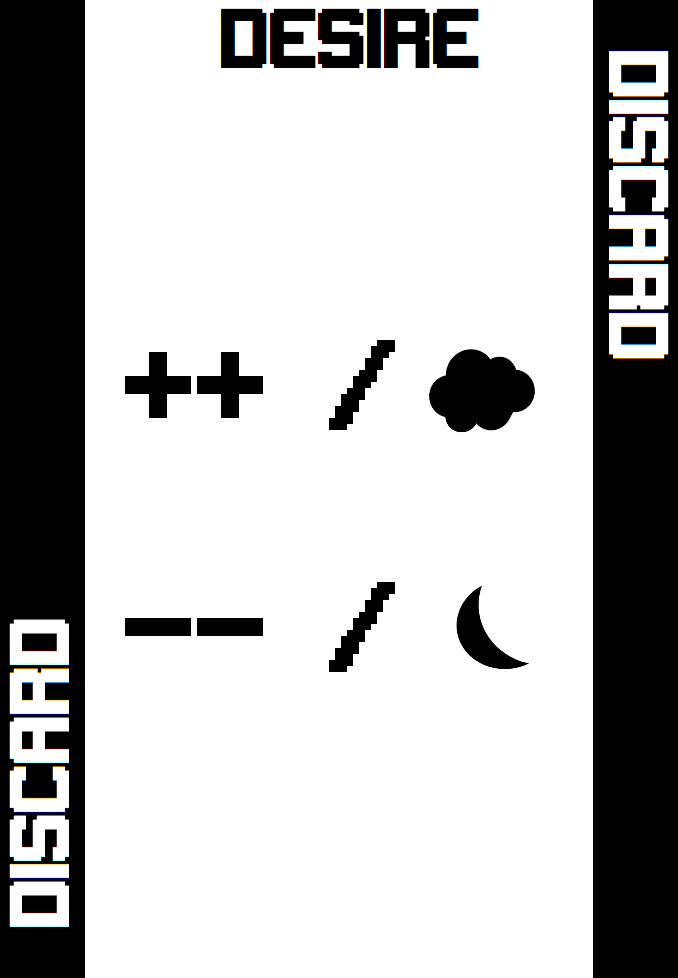 DESIRE
DISCARD
++ /
-- /
DISCARD